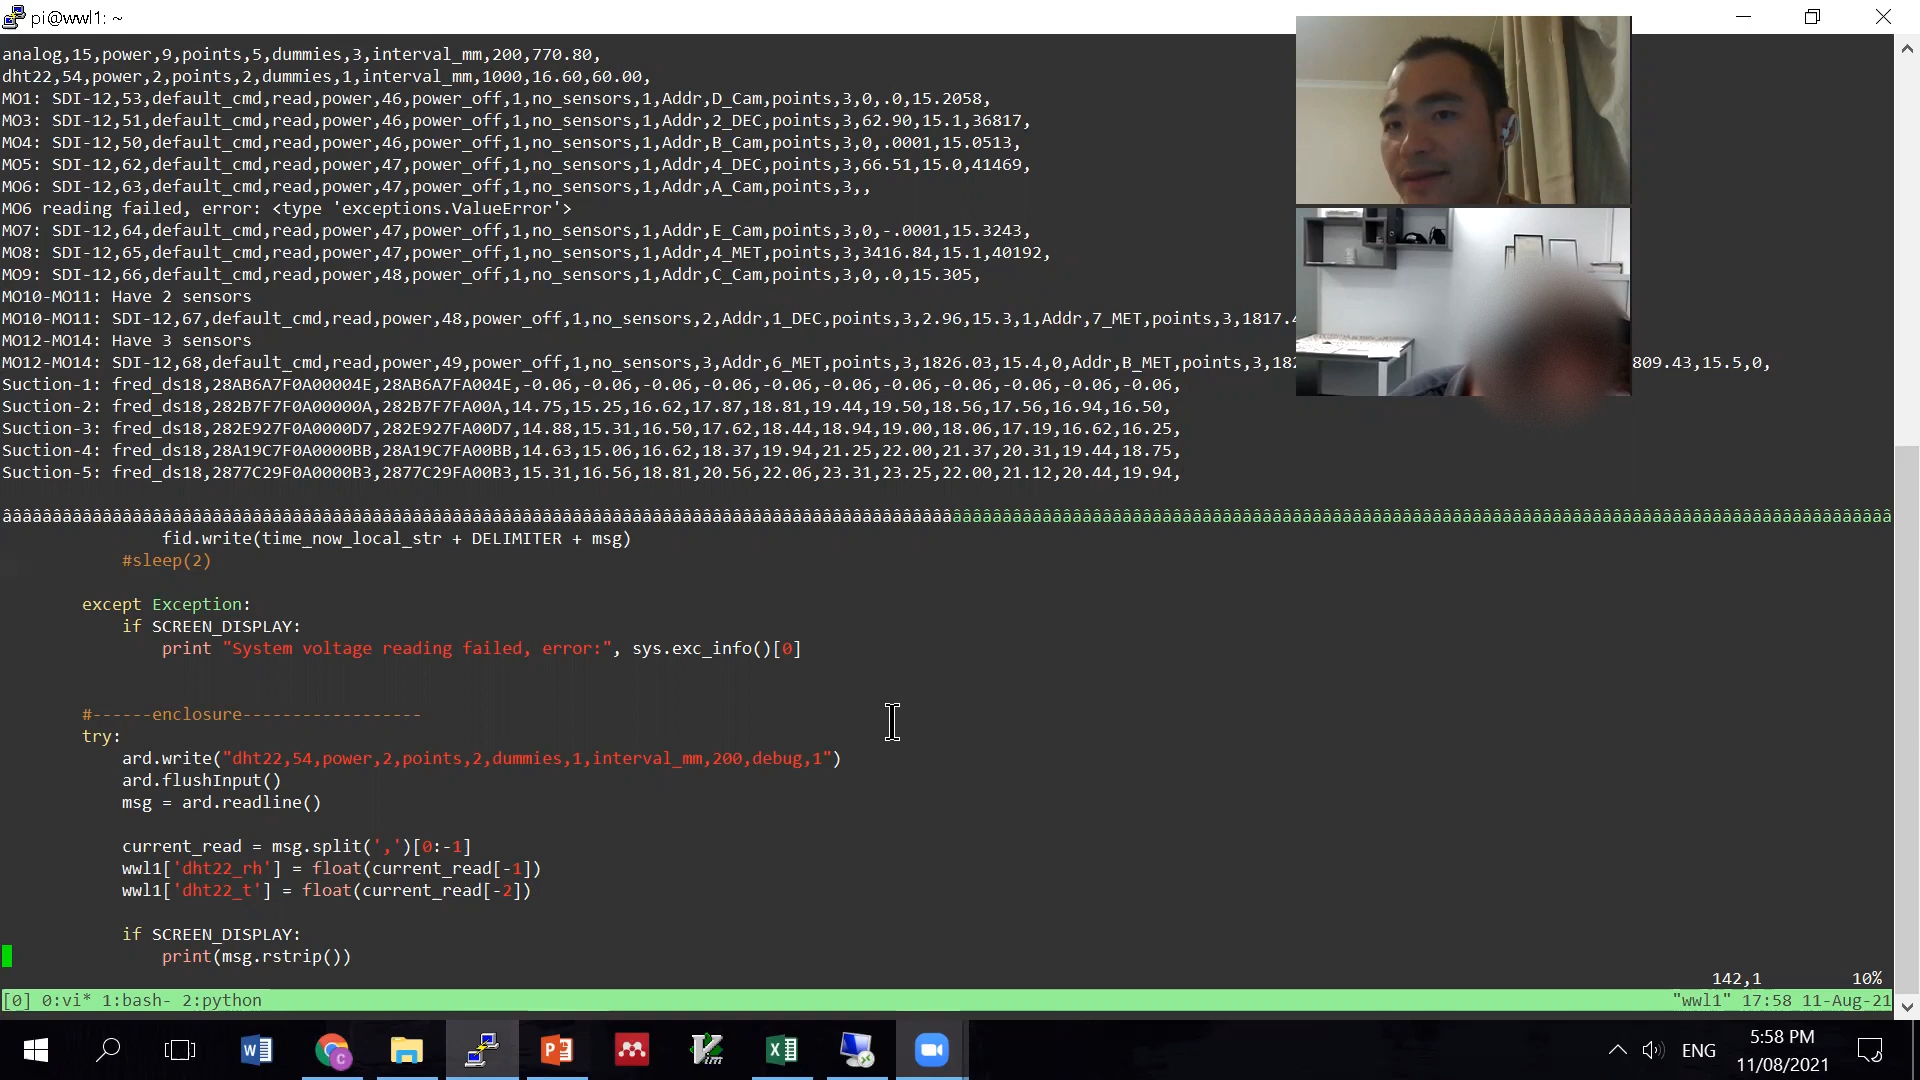 pi@wwl1: ~
analog,15,power,9,points,5,dummies,3,interval_mm,200,770.80,
dht22,54,power,2,points,2,dummies,1,interval_mm,1000,16.60,60.00,
MO1: SDI-12,53,default_cmd,read,power,46,power_off,1,no_sensors,1,Addr,D_Cam,points,3,0,.0,15.2058,
MO3: SDI-12,51,default_cmd,read,power,46,power_off,1,no_sensors,1,Addr,2_DEC,points,3,62.90,15.1,36817,
MO4: SDI-12,50,default_cmd,read,power,46,power_off,1,no_sensors,1,Addr,B_Cam,points,3,0,.0001,15.0513,
MO5: SDI-12,62,default_cmd,read,power,47,power_off,1,no_sensors,1,Addr,4_DEC,points,3,66.51,15.0,41469,
MO6: SDI-12,63,default_cmd,read,power,47,power_off,1,no_sensors,1,Addr,A_Cam,points,3,,
MO6 reading failed, error: <type 'exceptions.ValueError'>
MO7: SDI-12,64,default_cmd,read,power,47,power_off,1,no_sensors,1,Addr,E_Cam,points,3,0,-.0001,15.3243,
MO8: SDI-12,65,default_cmd,read,power,47,power_off,1,no_sensors,1,Addr,4_MET,points,3,3416.84,15.1,40192,
MO9: SDI-12,66,default_cmd,read,power,48,power_off,1,no_sensors,1,Addr,C_Cam,points,3,0,.0,15.305,
MO10-MO11: Have 2 sensors
MO10-MO11: SDI-12,67,default_cmd,read,power,48,power_off,1,no_sensors,2,Addr,1_DEC,points,3,2.96,15.3,1,Addr,7_MET,points,3,1817.4
MO12-MO14: Have 3 sensors
MO12-MO14: SDI-12,68,default_cmd,read,power,49,power_off,1,no_sensors,3,Addr,6_MET,points,3,1826.03,15.4,0,Addr,B_MET,points,3,182 809.43,15.5,0,
Suction-1: fred_ds18,28AB6A7F0A00004E,28AB6A7FA004E,-0.06,-0.06,-0.06,-0.06,-0.06,-0.06,-0.06,-0.06,-0.06,-0.06,-0.06,
Suction-2: fred_ds18,282B7F7F0A00000A,282B7F7FA00A,14.75,15.25,16.62,17.87,18.81,19.44,19.50,18.56,17.56,16.94,16.50,
Suction-3: fred_ds18,282E927F0A0000D7,282E927FA00D7,14.88,15.31,16.50,17.62,18.44,18.94,19.00,18.06,17.19,16.62,16.25,
Suction-4: fred_ds18,28A19C7F0A0000BB,28A19C7FA00BB,14.63,15.06,16.62,18.37,19.94,21.25,22.00,21.37,20.31,19.44,18.75,
Suction-5: fred_ds18,2877C29F0A0000B3,2877C29FA00B3,15.31,16.56,18.81,20.56,22.06,23.31,23.25,22.00,21.12,20.44,19.94,
fid.write(time_now_local_str + DELIMITER + msg)
#sleep(2)
except Exception:
if SCREEN_DISPLAY:
print "System voltage reading failed, error:", sys.exc_info()[0]
#------enclosure------------------
try:
ard.write("dht22,54,power,2,points,2,dummies,1,interval_mm,200,debug,1")
ard.flushInput()
msg = ard.readline()
current_read = msg.split(',')[0:-1]
wwl1['dht22_rh'] = float(current_read[-1])
wwl1['dht22_t'] = float(current_read[-2])
if SCREEN_DISPLAY:
print(msg.rstrip())
142,1 10%
[0] 0:vi* 1:bash- 2:python "wwl1" 17:58 11-Aug-21
ENG
5:58 PM
11/08/2021